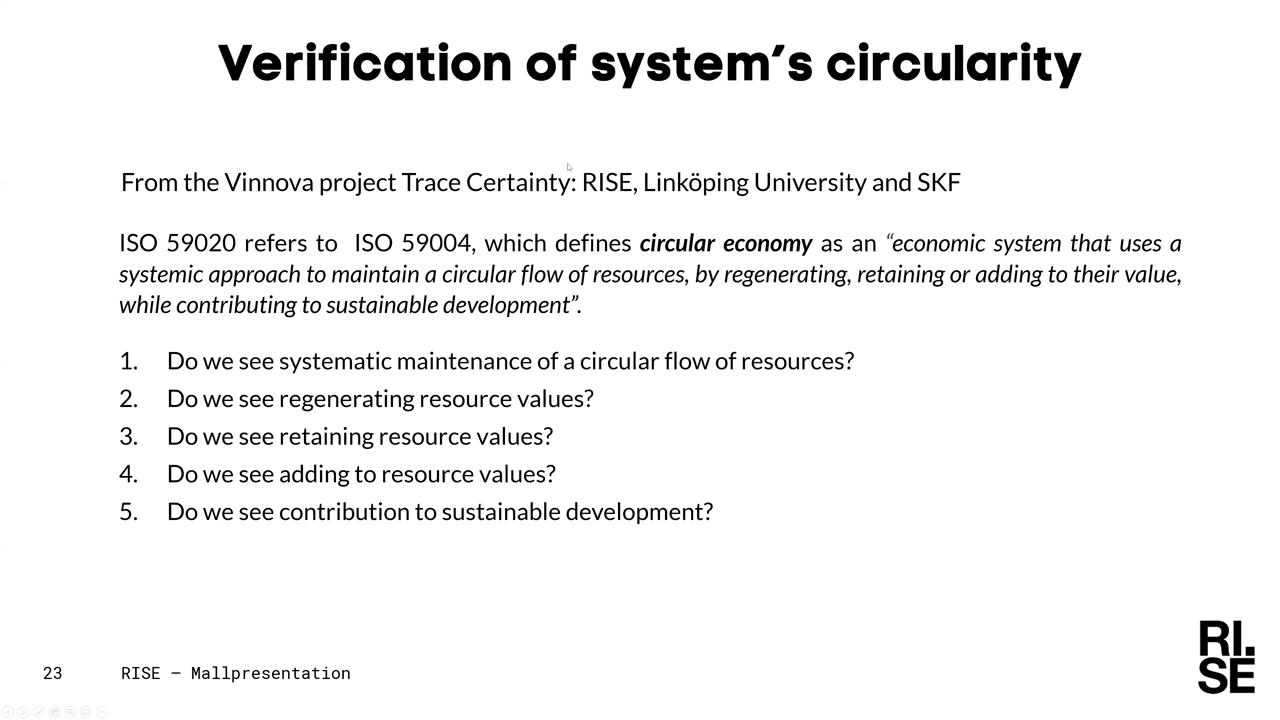 Verification of system’s circularity
From the Vinnova project Trace Certainty: RISE, Linköping University and SKF
ISO 59020 refers to ISO 59004, which defines circular economy as an “economic system that uses a
systemic approach to maintain a circular flow of resources, by regenerating, retaining or adding to their value,
while contributing to sustainable development”.
1. Do we see systematic maintenance of a circular flow of resources?
2. Do we see regenerating resource values?
3. Do we see retaining resource values?
4. Do we see adding to resource values?
5. Do we see contribution to sustainable development?
23 RISE — Mallpresentation
RI.
SE